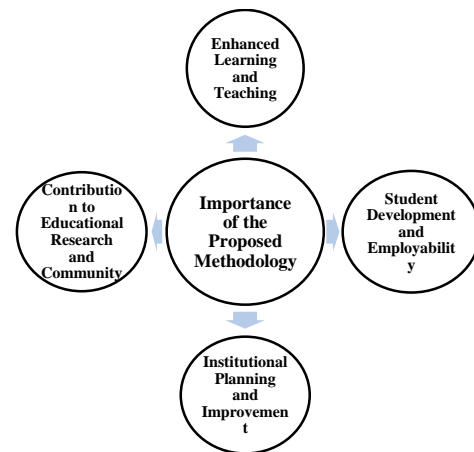 Enhanced
Learning
and
Teaching
Contributio
n to
Educational
Research
and
Community
Importance
of the
Proposed
Methodology
Student
Development
and
Employabilit
y
Institutional
Planning
and
Improvemen
t